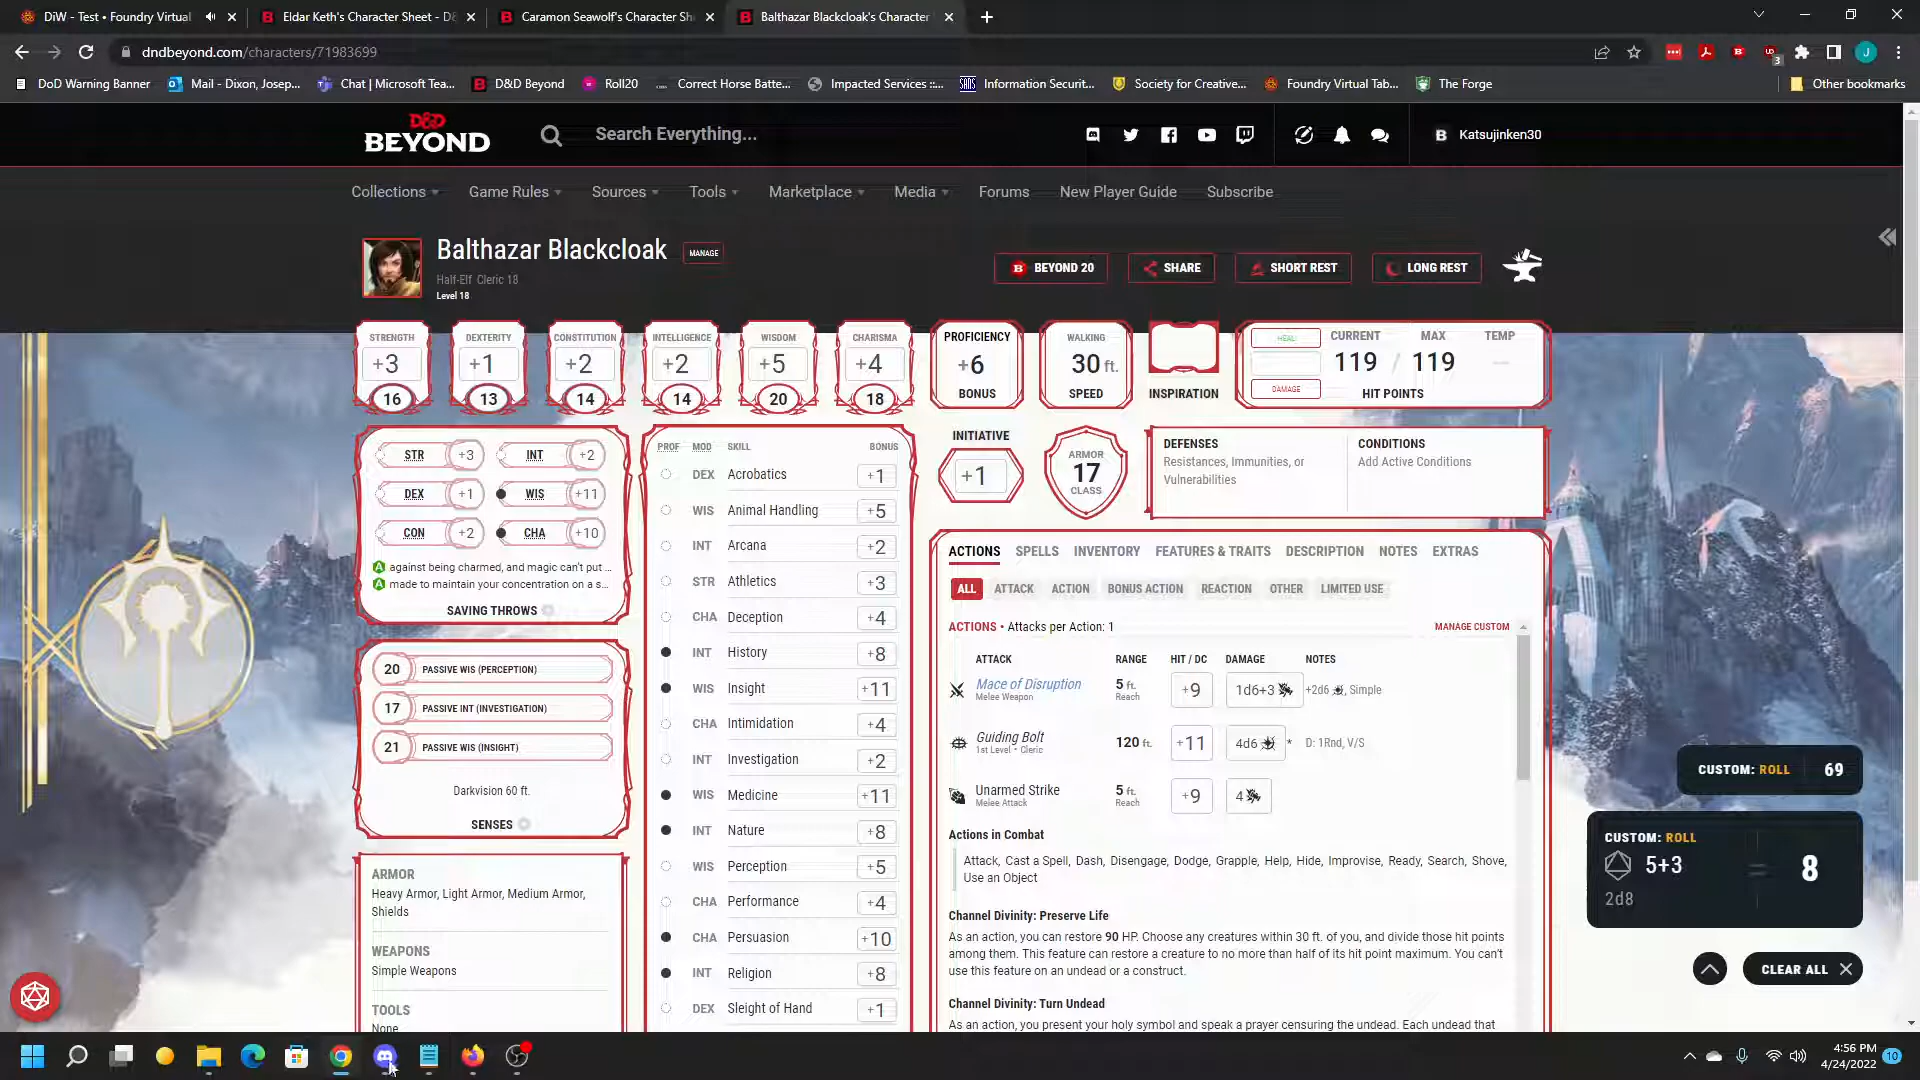 DiW - Test • Foundry Virtual
Eldar Keth's Character Sheet - D&
Caramon Seawolf's Character Sh
Balthazar Blackcloak's Character
dndbeyond.com/characters/71983699
DoD Warning Banner
Mail - Dixon, Josep...
Chat | Microsoft Tea...
D&D Beyond
Roll20
Correct Horse Batte...
Impacted Services ::...
Information Securit...
Society for Creative...
Foundry Virtual Tab...
The Forge
Other bookmarks
D&D
BEYOND
Search Everything...
Katsujinken30
Collections
Game Rules
Sources
Tools
Marketplace
Media
Forums
New Player Guide
Subscribe
Balthazar Blackcloak
MANAGE
Half-Elf Cleric 18
Level 18
BEYOND 20
SHARE
SHORT REST
LONG REST
STRENGTH
+3
16
DEXTERITY
+1
13
CONSTITUTION
+2
14
INTELLIGENCE
+2
14
WISDOM
+5
20
CHARISMA
+4
18
PROFICIENCY
+6
BONUS
WALKING
30 ft.
SPEED
INSPIRATION
HEAL
DAMAGE
CURRENT MAX TEMP
119 / 119 --
HIT POINTS
STR +3
INT +2
DEX +1
WIS +11
CON +2
CHA +10
against being charmed, and magic can't put ...
made to maintain your concentration on a s...
SAVING THROWS
20 PASSIVE WIS (PERCEPTION)
17 PASSIVE INT (INVESTIGATION)
21 PASSIVE WIS (INSIGHT)
Darkvision 60 ft.
SENSES
ARMOR
Heavy Armor, Light Armor, Medium Armor,
Shields
WEAPONS
Simple Weapons
TOOLS
None
PROF MOD SKILL BONUS
DEX Acrobatics +1
WIS Animal Handling +5
INT Arcana +2
STR Athletics +3
CHA Deception +4
INT History +8
WIS Insight +11
CHA Intimidation +4
INT Investigation +2
WIS Medicine +11
INT Nature +8
WIS Perception +5
CHA Performance +4
CHA Persuasion +10
INT Religion +8
DEX Sleight of Hand +1
INITIATIVE
+1
ARMOR
17
CLASS
DEFENSES
Resistances, Immunities, or
Vulnerabilities
CONDITIONS
Add Active Conditions
ACTIONS SPELLS INVENTORY FEATURES & TRAITS DESCRIPTION NOTES EXTRAS
ALL ATTACK ACTION BONUS ACTION REACTION OTHER LIMITED USE
ACTIONS • Attacks per Action: 1
MANAGE CUSTOM
ATTACK RANGE HIT / DC DAMAGE NOTES
Mace of Disruption 5 ft. +9 1d6+3 +2d6 , Simple
Melee Weapon Reach
Guiding Bolt 120 ft. +11 4d6 * D: 1Rnd, V/S
1st Level • Cleric
Unarmed Strike 5 ft. +9 4
Melee Attack Reach
Actions in Combat
Attack, Cast a Spell, Dash, Disengage, Dodge, Grapple, Help, Hide, Improvise, Ready, Search, Shove,
Use an Object
Channel Divinity: Preserve Life
As an action, you can restore 90 HP. Choose any creatures within 30 ft. of you, and divide those hit points
among them. This feature can restore a creature to no more than half of its hit point maximum. You can't
use this feature on an undead or a construct.
Channel Divinity: Turn Undead
As an action, you present your holy symbol and speak a prayer censuring the undead. Each undead that
CUSTOM: ROLL 69
CUSTOM: ROLL
5+3 = 8
2d8
CLEAR ALL
4:56 PM
4/24/2022
10